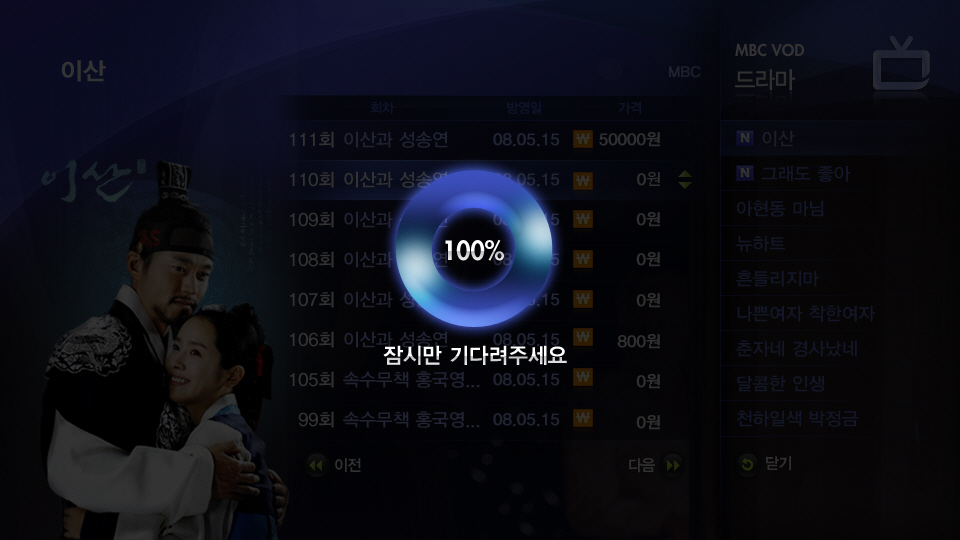 이산
MBC
MBC VOD
드라마
이산
회차 방영일 가격
111회 이산과 성송연 08.05.15 ₩ 50000원
110회 이산과 성송연 08.05.15 ₩ 0원
109회 이산과 ₩ 0원
108회 이산과 ₩ 0원
107회 이산과 ₩ 0원
106회 이산과 성송연 08.05.15 ₩ 800원
105회 속수무책 홍국영... 08.05.15 ₩ 0원
99회 속수무책 홍국영... 08.05.15 ₩ 0원
100%
잠시만 기다려주세요
이전
다음
N 이산
N 그래도 좋아
아현동 마님
뉴하트
흔들리지마
나쁜여자 착한여자
춘자네 경사났네
달콤한 인생
천하일색 박정금
닫기